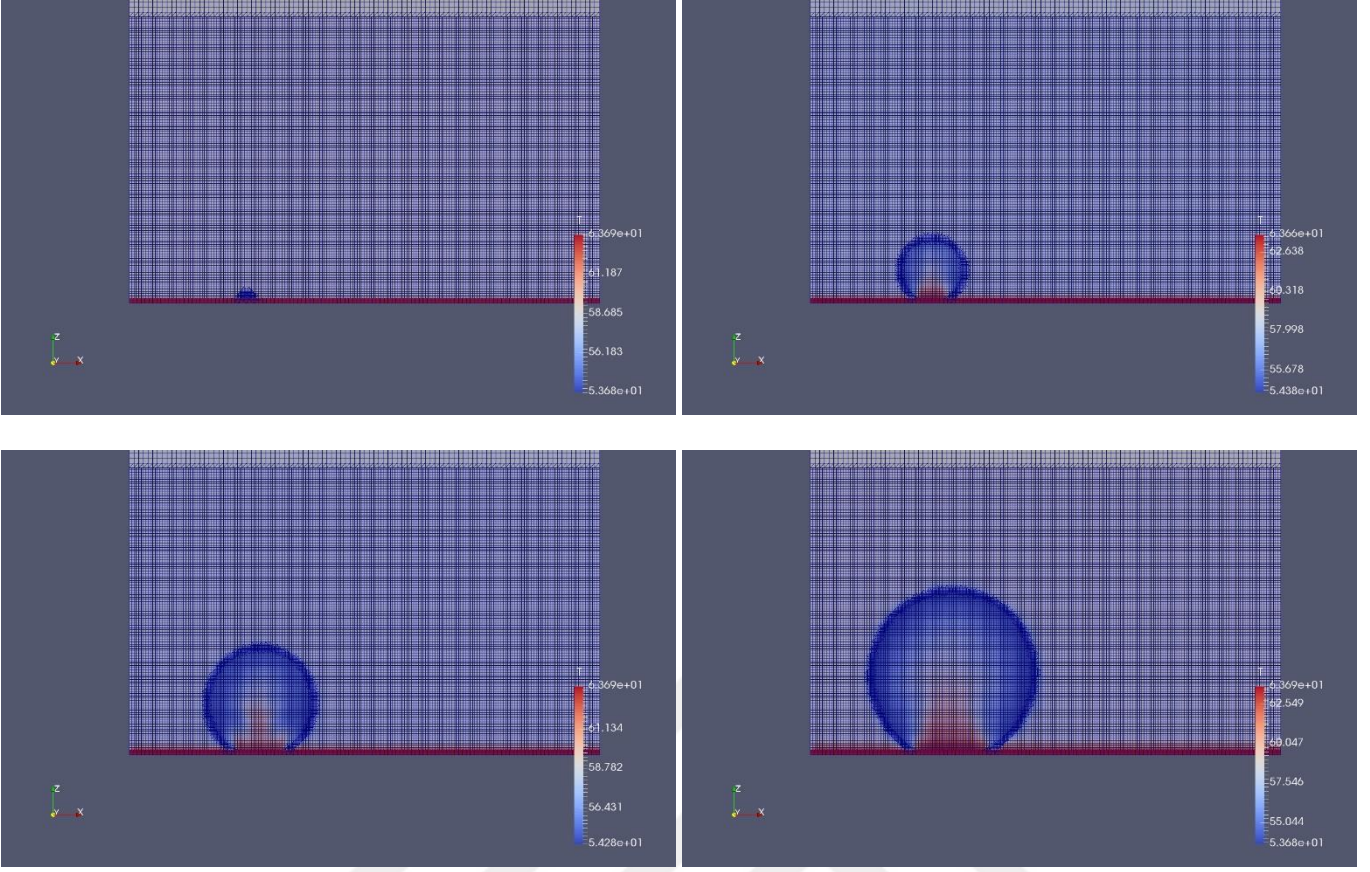 T
6.369e+01
61.187
58.685
56.183
5.368e+01
Z
Y X
T
6.366e+01
62.638
60.318
57.998
55.678
5.438e+01
Z
Y X
T
6.369e+01
61.134
58.782
56.431
5.428e+01
Z
Y X
T
6.369e+01
62.549
60.047
57.546
55.044
5.368e+01
Z
Y X